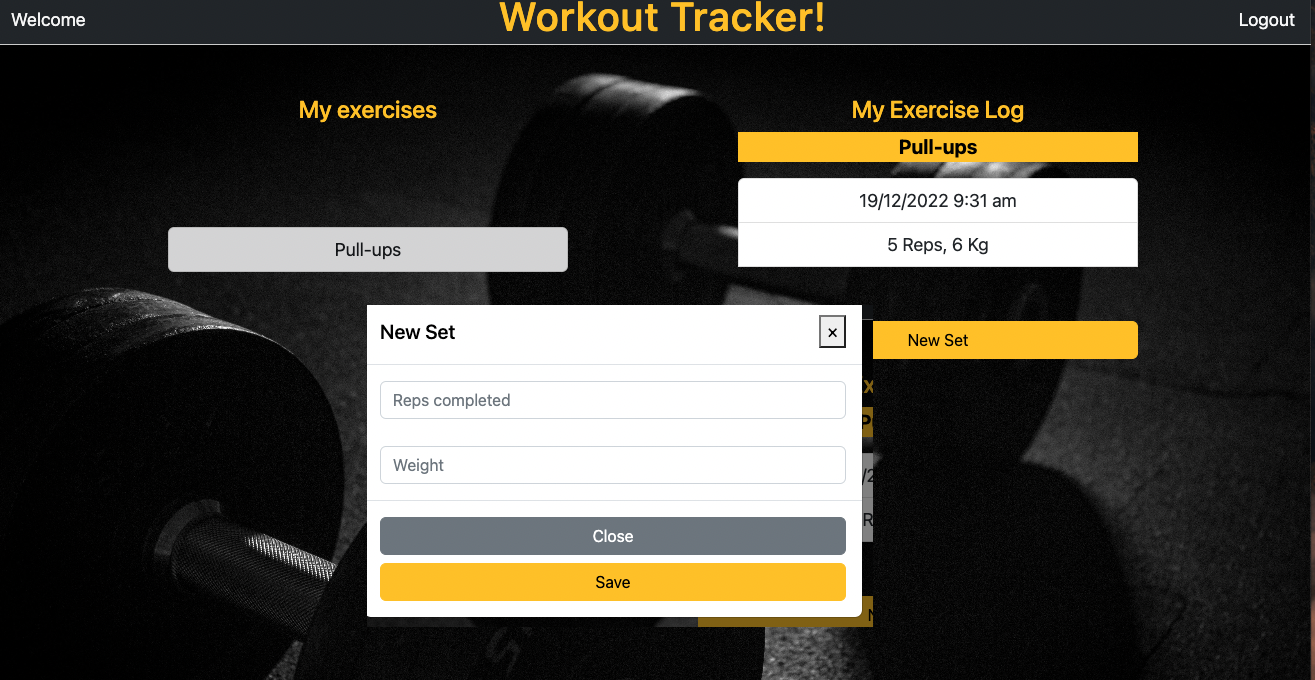 Welcome
Workout Tracker!
Logout
My exercises
Pull-ups
My Exercise Log
Pull-ups
19/12/2022 9:31 am
5 Reps, 6 Kg
New Set
New Set
×
Reps completed
Weight
Close
Save